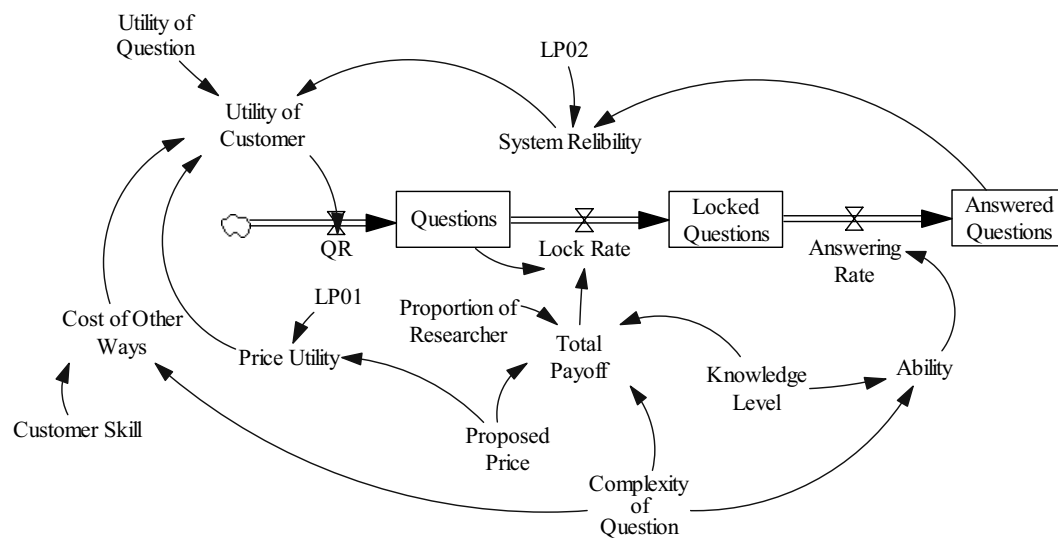 Utility of
Question
LP02
Utility of
Customer
System Relibility
Questions
Locked
Questions
Answered
Questions
QR
Lock Rate
Answering
Rate
LP01
Proportion of
Researcher
Cost of Other
Ways
Price Utility
Total
Payoff
Knowledge
Level
Ability
Customer Skill
Proposed
Price
Complexity
of
Question